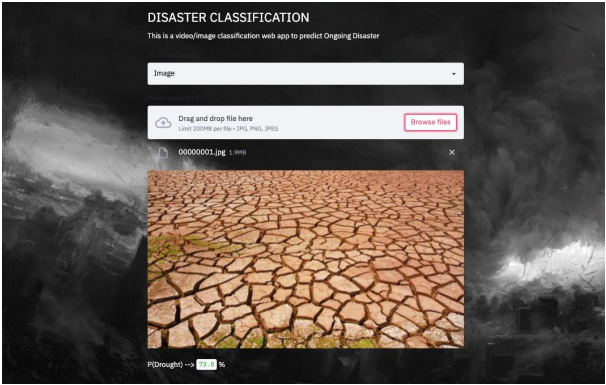 DISASTER CLASSIFICATION
This is a video/image classification web app to predict Ongoing Disaster
Image
Drag and drop file here
Limit 200MB per file • JPG, PNG, JPEG
Browse files
00000001.jpg 1.9MB
P(Drought) --> 73.0 %